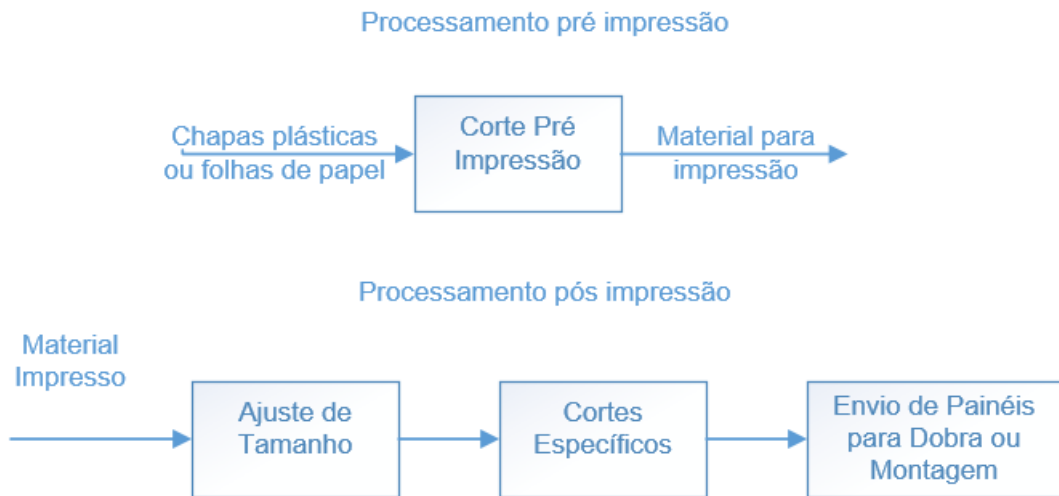 Processamento pré impressão
Chapas plásticas
ou folhas de papel
Corte Pré
Impressão
Material para
impressão
Processamento pós impressão
Material
Impresso
Ajuste de
Tamanho
Cortes
Específicos
Envio de Painéis
para Dobra ou
Montagem